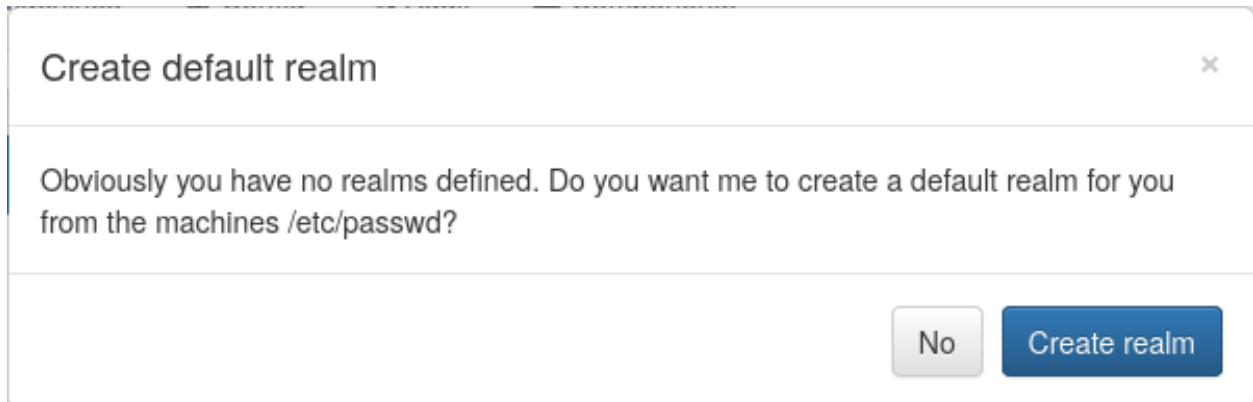 Create default realm ×
Obviously you have no realms defined. Do you want me to create a default realm for you
from the machines /etc/passwd?
No Create realm